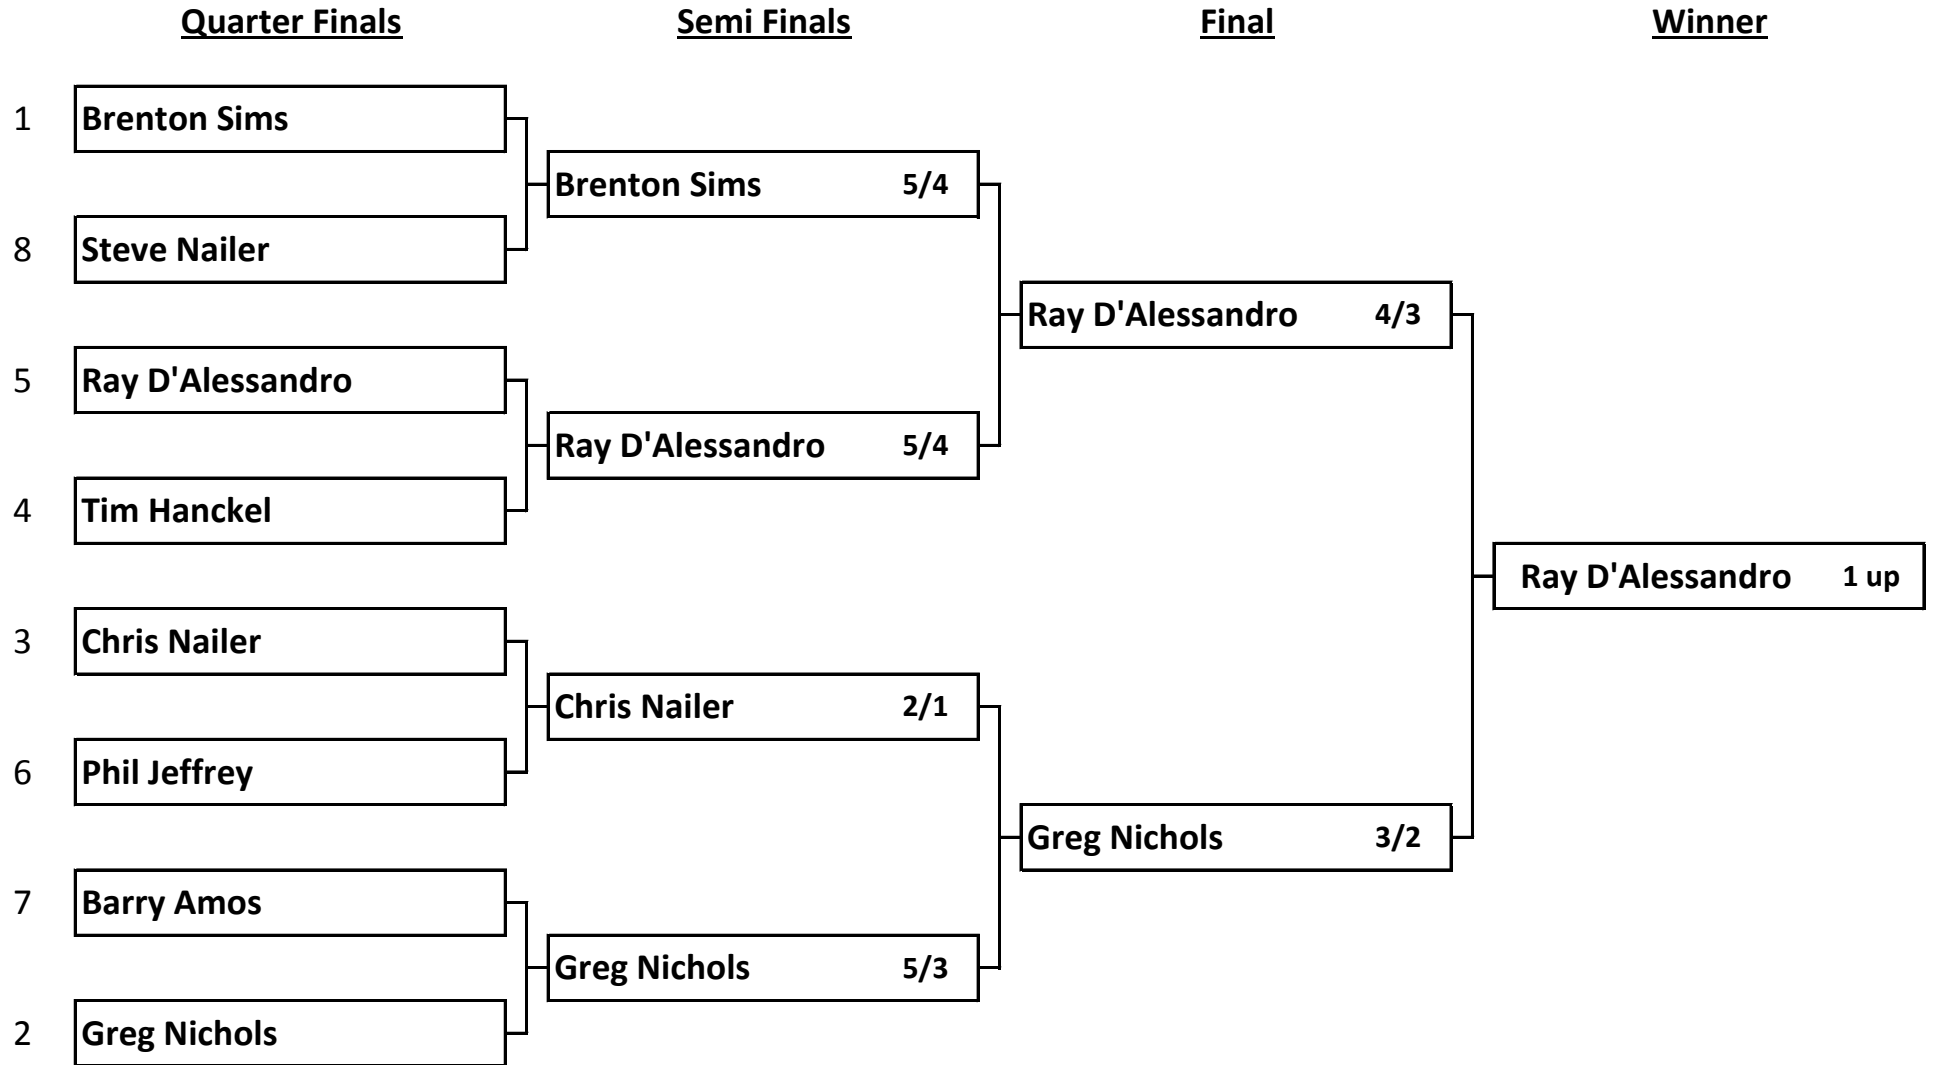 Quarter Finals Semi Finals Final Winner
1 Brenton Sims
Brenton Sims 5/4
8 Steve Nailer
Ray D'Alessandro 4/3
5 Ray D'Alessandro
Ray D'Alessandro 5/4
4 Tim Hanckel
Ray D'Alessandro 1 up
3 Chris Nailer
Chris Nailer 2/1
6 Phil Jeffrey
Greg Nichols 3/2
7 Barry Amos
Greg Nichols 5/3
2 Greg Nichols